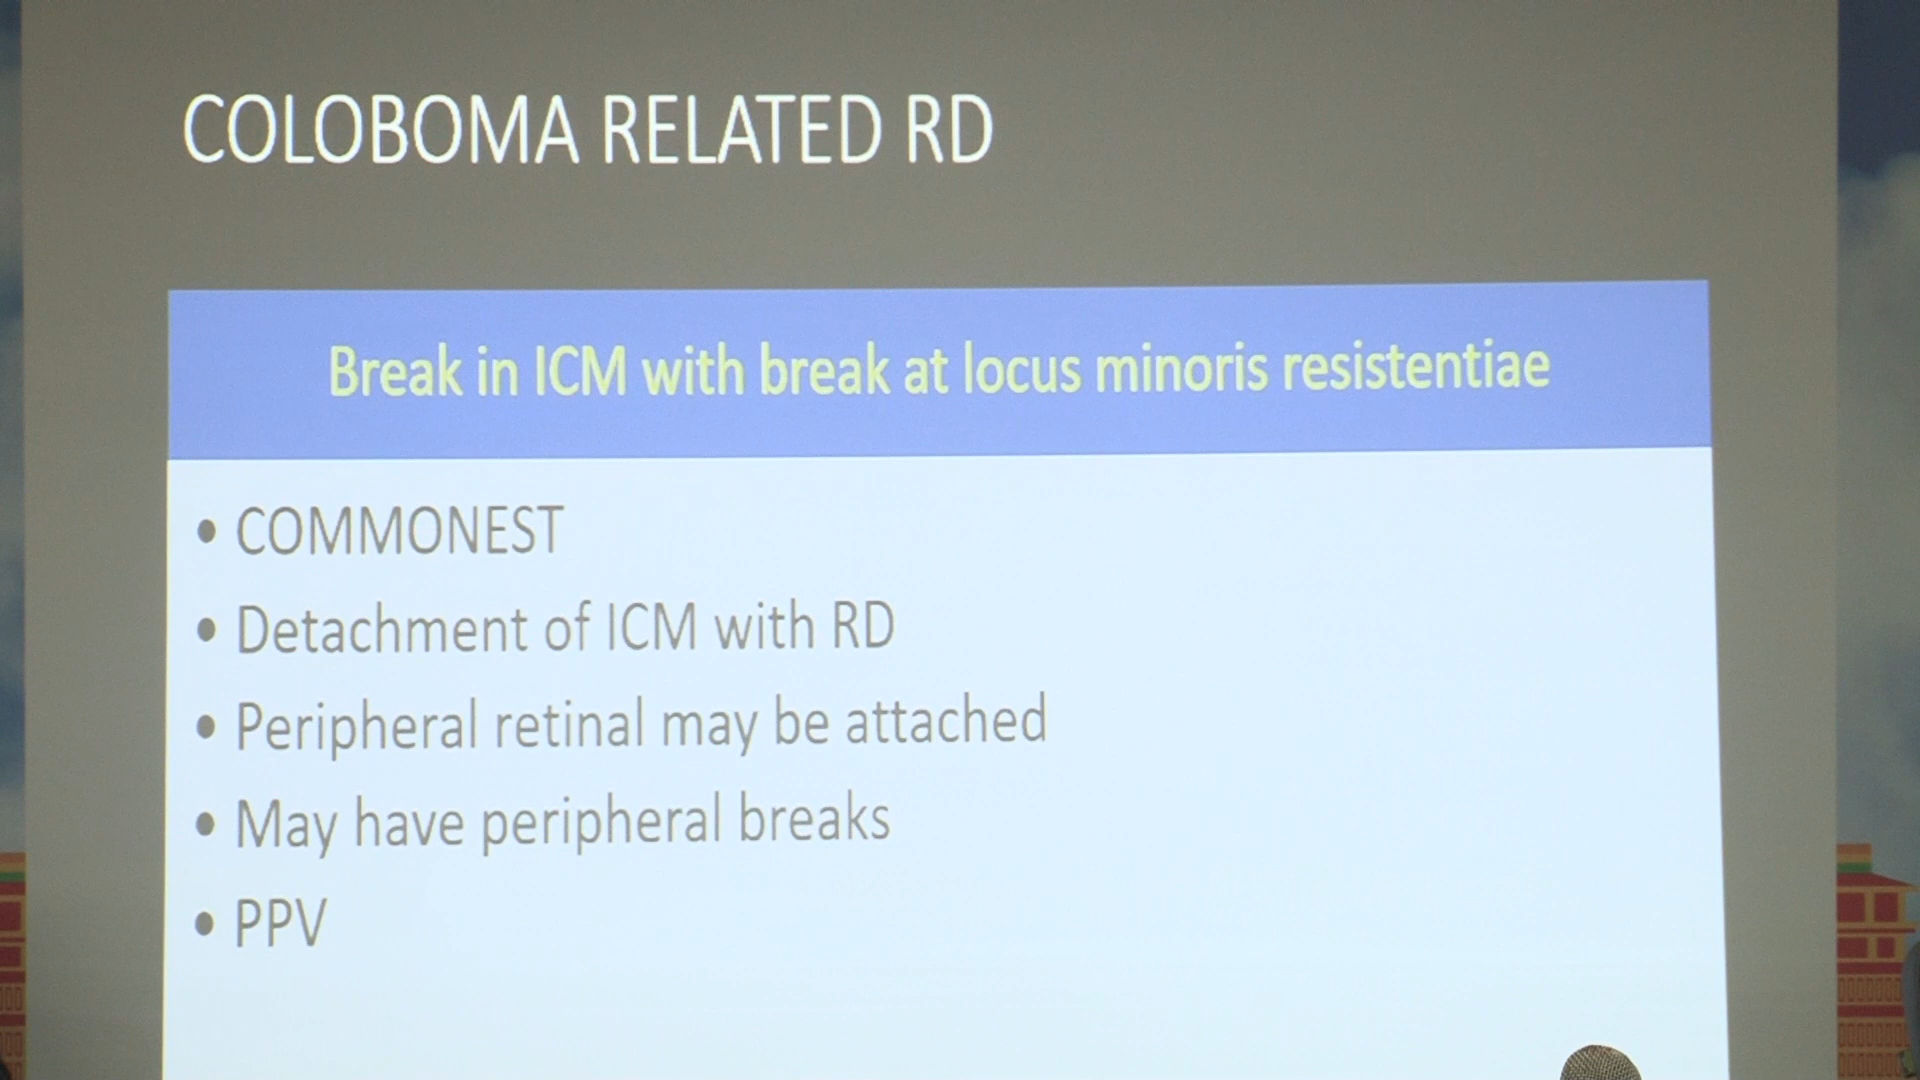 COLOBOMA RELATED RD
Break in ICM with break at locus minoris resistentiae
• COMMONEST
• Detachment of ICM with RD
• Peripheral retinal may be attached
• May have peripheral breaks
• PPV